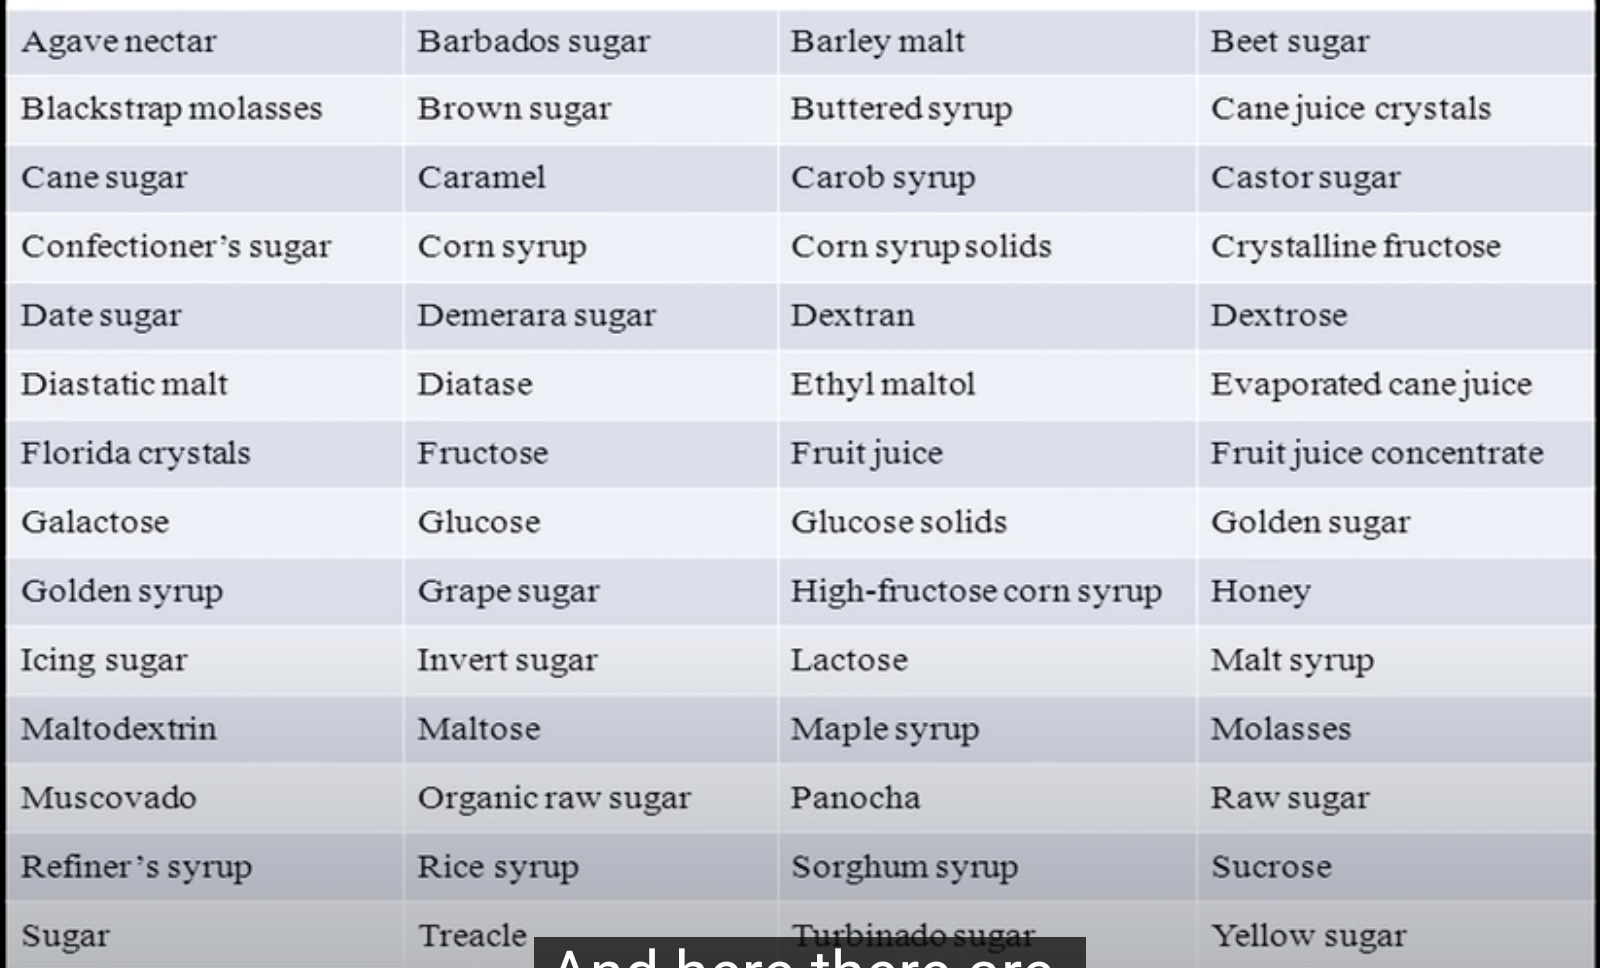 Agave nectar Barbados sugar Barley malt Beet sugar
Blackstrap molasses Brown sugar Buttered syrup Cane juice crystals
Cane sugar Caramel Carob syrup Castor sugar
Confectioner’s sugar Corn syrup Corn syrup solids Crystalline fructose
Date sugar Demerara sugar Dextran Dextrose
Diastatic malt Diatase Ethyl maltol Evaporated cane juice
Florida crystals Fructose Fruit juice Fruit juice concentrate
Galactose Glucose Glucose solids Golden sugar
Golden syrup Grape sugar High-fructose corn syrup Honey
Icing sugar Invert sugar Lactose Malt syrup
Maltodextrin Maltose Maple syrup Molasses
Muscovado Organic raw sugar Panocha Raw sugar
Refiner’s syrup Rice syrup Sorghum syrup Sucrose
Sugar Treacle Turbinado sugar Yellow sugar
And here there are